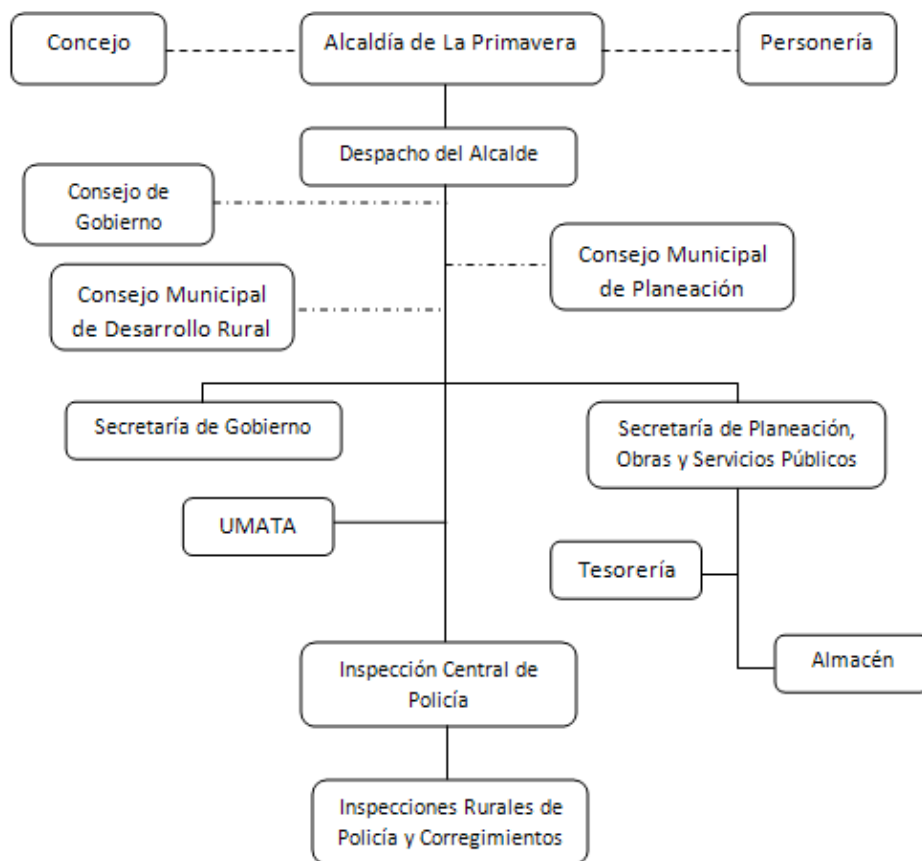 Concejo
Alcaldía de La Primavera
Personería
Despacho del Alcalde
Consejo de
Gobierno
Consejo Municipal
de Planeación
Consejo Municipal
de Desarrollo Rural
Secretaría de Gobierno
Secretaría de Planeación,
Obras y Servicios Públicos
UMATA
Tesorería
Inspección Central de
Policía
Almacén
Inspecciones Rurales de
Policía y Corregimientos